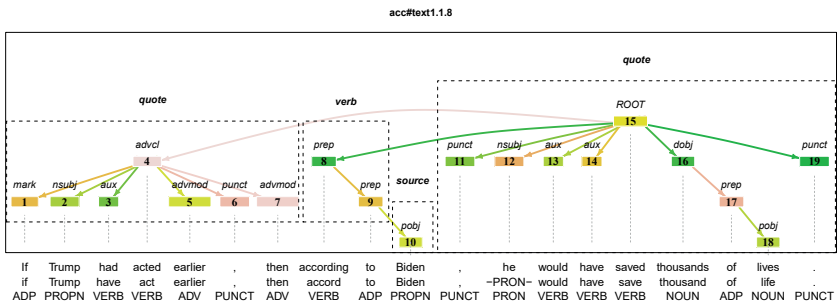 acc#text1.1.8
quote
ROOT
quote
verb
15
advcl
prep
punct
nsubj
aux
aux
dobj
punct
4
8
11
12
13
14
16
19
mark
nsubj
aux
advmod
punct
advmod
prep
source
prep
1
2
3
5
6
7
9
17
pobj
pobj
10
18
If Trump had acted earlier , then according to Biden , he would have saved thousands of lives .
if Trump have act earlier , then accord to Biden , −PRON− would have save thousand of life .
ADP PROPN VERB VERB ADV PUNCT ADV VERB ADP PROPN PUNCT PRON VERB VERB VERB NOUN ADP NOUN PUNCT